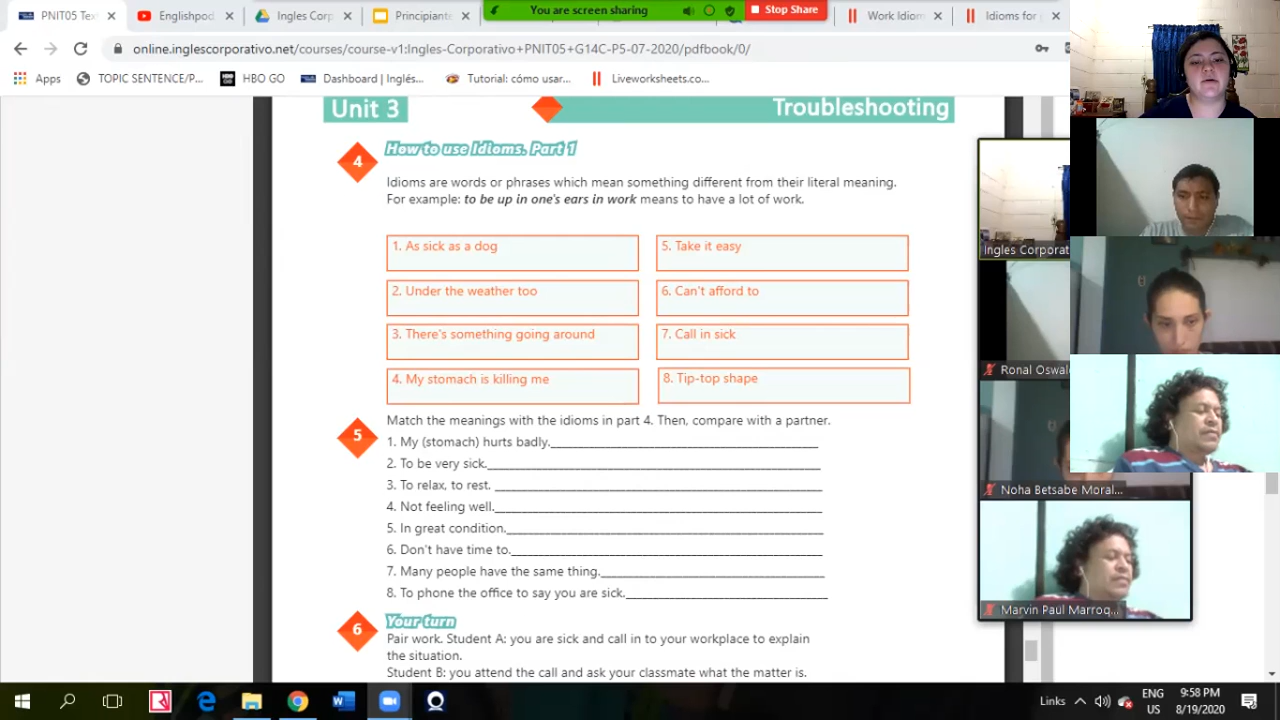 PNIT05 Tex
Englishpod
Ingles Corp
Principiante
You are screen sharing
Stop Share
Work Idiom
Idioms for
online.inglescorporativo.net/courses/course-v1:Ingles-Corporativo+PNIT05+G14C-P5-07-2020/pdfbook/0/
Apps
TOPIC SENTENCE/P...
HBO GO
Dashboard | Inglés...
Tutorial: cómo usar...
Liveworksheets.co...
Unit 3
Troubleshooting
4
How to use Idioms. Part 1
Idioms are words or phrases which mean something different from their literal meaning.
For example: to be up in one's ears in work means to have a lot of work.
1. As sick as a dog
5. Take it easy
2. Under the weather too
6. Can't afford to
3. There's something going around
7. Call in sick
4. My stomach is killing me
8. Tip-top shape
5
Match the meanings with the idioms in part 4. Then, compare with a partner.
1. My (stomach) hurts badly.
2. To be very sick.
3. To relax, to rest.
4. Not feeling well.
5. In great condition.
6. Don't have time to.
7. Many people have the same thing.
8. To phone the office to say you are sick.
6
Your turn
Pair work. Student A: you are sick and call in to your workplace to explain
the situation.
Student B: you attend the call and ask your classmate what the matter is.
Ingles Corporat
Ronal Oswal
Noha Betsabe Moral...
Marvin Paul Marroq...
Links
ENG
US
9:58 PM
8/19/2020